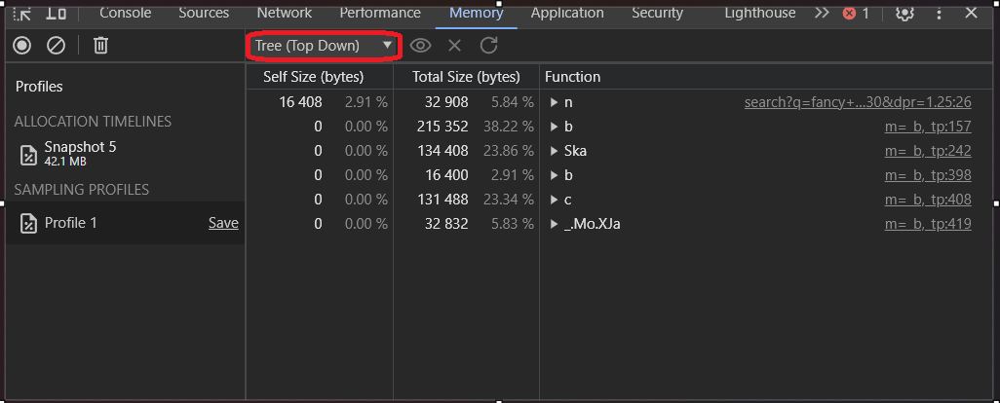 Console Sources Network Performance Memory Application Security Lighthouse 1
Tree (Top Down)
Profiles
ALLOCATION TIMELINES
Snapshot 5
42.1 MB
SAMPLING PROFILES
Profile 1 Save
Self Size (bytes) Total Size (bytes) Function
16 408 2.91 % 32 908 5.84 % n search?q=fancy+…30&dpr=1.25:26
0 0.00 % 215 352 38.22 % b m=_b,_tp:157
0 0.00 % 134 408 23.86 % Ska m=_b,_tp:242
0 0.00 % 16 400 2.91 % b m=_b,_tp:398
0 0.00 % 131 488 23.34 % c m=_b,_tp:408
0 0.00 % 32 832 5.83 % _.Mo.XJa m=_b,_tp:419